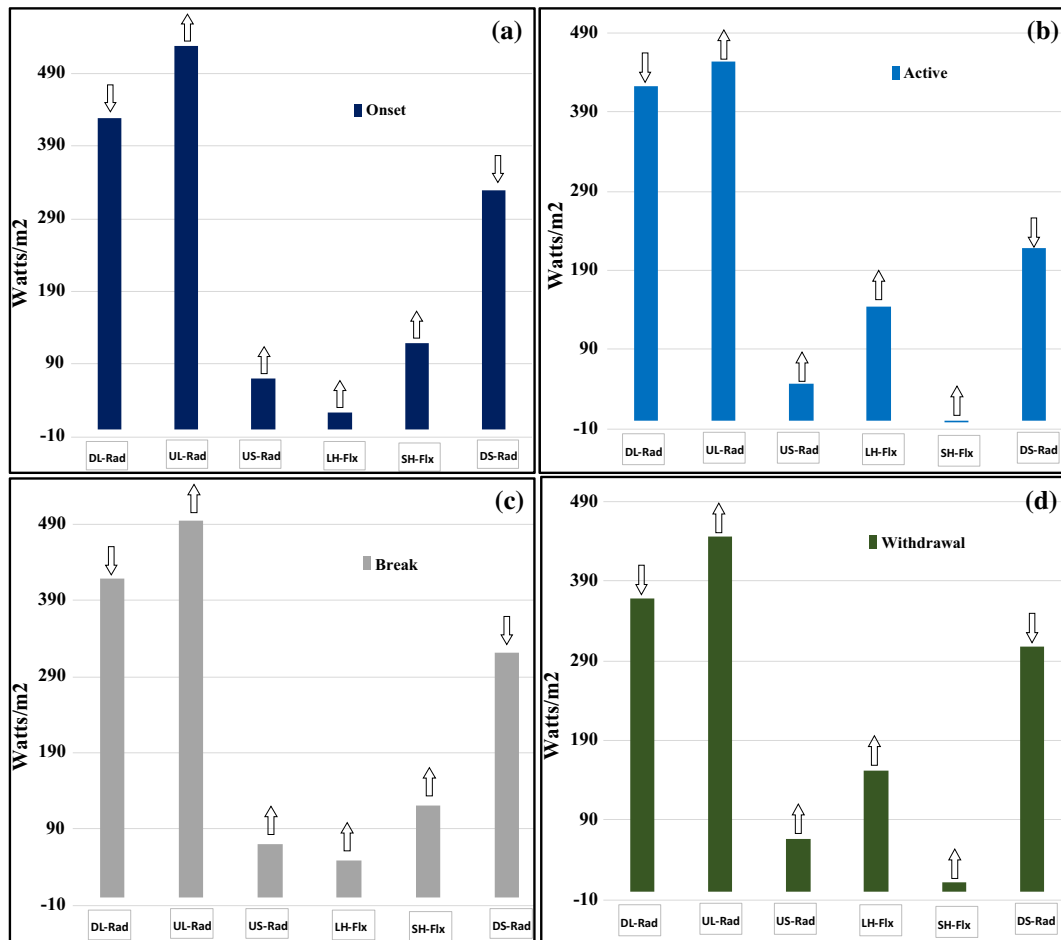 (a)
Onset
Watts/m2
490
390
290
190
90
-10
DL-Rad UL-Rad US-Rad LH-Flx SH-Flx DS-Rad
(b)
Active
Watts/m2
490
390
290
190
90
-10
DL-Rad UL-Rad US-Rad LH-Flx SH-Flx DS-Rad
(c)
Break
Watts/m2
490
390
290
190
90
-10
DL-Rad UL-Rad US-Rad LH-Flx SH-Flx DS-Rad
(d)
Withdrawal
Watts/m2
490
390
290
190
90
-10
DL-Rad UL-Rad US-Rad LH-Flx SH-Flx DS-Rad